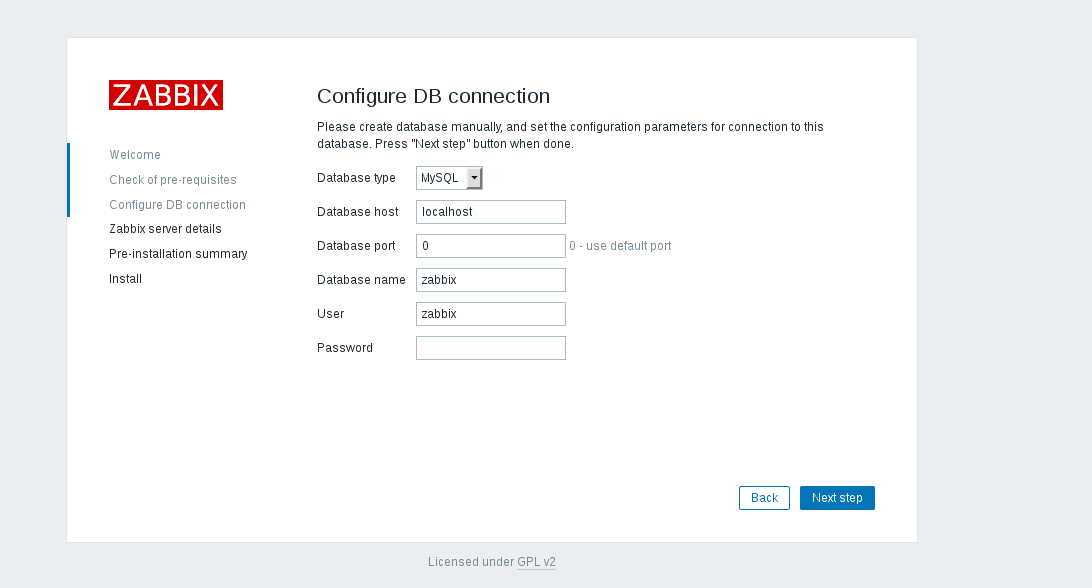 ZABBIX
Welcome
Check of pre-requisites
Configure DB connection
Zabbix server details
Pre-installation summary
Install
Configure DB connection
Please create database manually, and set the configuration parameters for connection to this
database. Press "Next step" button when done.
Database type MySQL
Database host localhost
Database port 0 0 - use default port
Database name zabbix
User zabbix
Password
Back Next step
Licensed under GPL v2